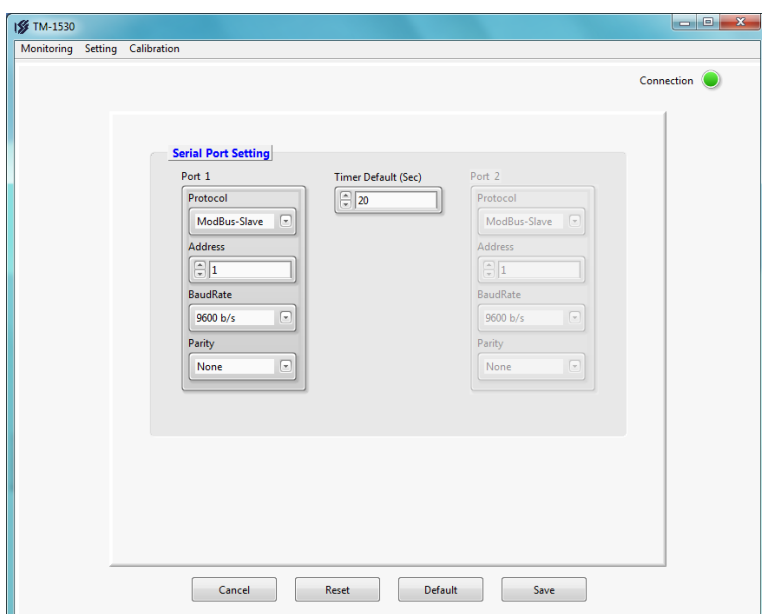 TM-1530
Monitoring Setting Calibration
Connection
Serial Port Setting
Port 1 Timer Default (Sec) Port 2
Protocol 20 Protocol
ModBus-Slave ModBus-Slave
Address Address
1 1
BaudRate BaudRate
9600 b/s 9600 b/s
Parity Parity
None None
Cancel Reset Default Save